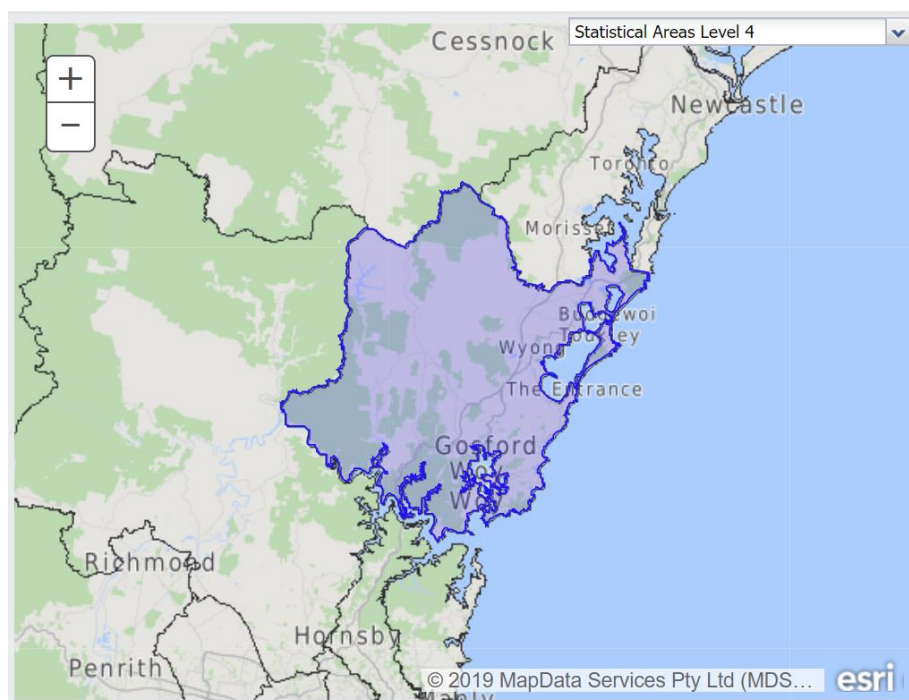 Statistical Areas Level 4
Cessnock
+
−
Newcastle
Toronto
Morisset
Budgewoi
Toukley
Wyong
The Entrance
Gosford
Woy
Woy
Richmond
Hornsby
Penrith
© 2019 MapData Services Pty Ltd (MDS...
esri